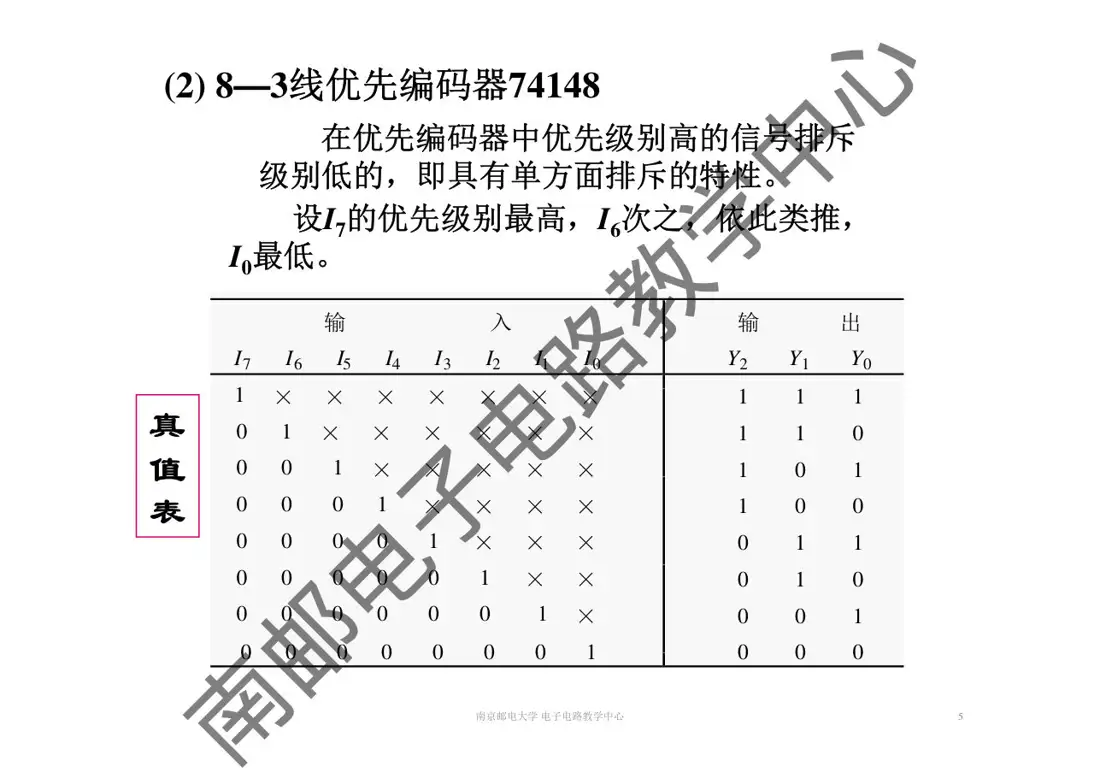 (2) 8—3线优先编码器74148
在优先编码器中优先级别高的信号排斥
级别低的，即具有单方面排斥的特性。
设I7的优先级别最高，I6次之，依此类推，
I0最低。
输 入 输 出
I7 I6 I5 I4 I3 I2 I1 I0 Y2 Y1 Y0
1 × × × × × × × 1 1 1
0 1 × × × × × × 1 1 0
0 0 1 × × × × × 1 0 1
0 0 0 1 × × × × 1 0 0
0 0 0 0 1 × × × 0 1 1
0 0 0 0 0 1 × × 0 1 0
0 0 0 0 0 0 1 × 0 0 1
0 0 0 0 0 0 0 1 0 0 0
真
值
表
南邮电子电路教学中心
南京邮电大学 电子电路教学中心
5